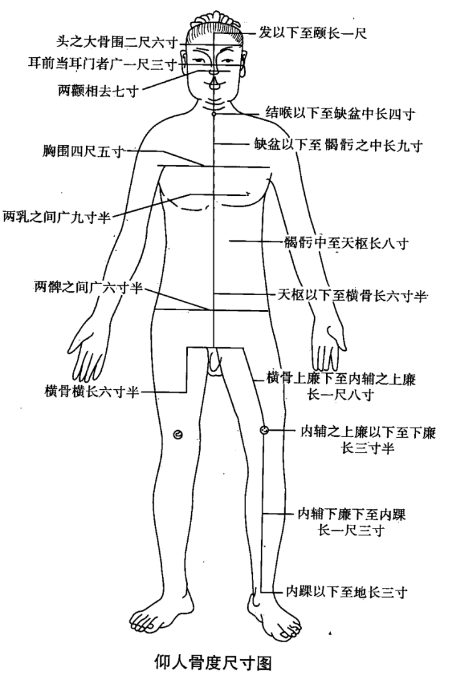 发以下至颐长一尺
头之大骨围二尺六寸
耳前当耳门者广一尺三寸
两颧相去七寸
结喉以下至缺盆中长四寸
缺盆以下至𩩲骬之中长九寸
胸围四尺五寸
两乳之间广九寸半
𩩲骬中至天枢长八寸
两髀之间广六寸半
天枢以下至横骨长六寸半
横骨横长六寸半
横骨上廉下至内辅之上廉
长一尺八寸
内辅之上廉以下至下廉
长三寸半
内辅下廉下至内踝
长一尺三寸
内踝以下至地长三寸
仰人骨度尺寸图